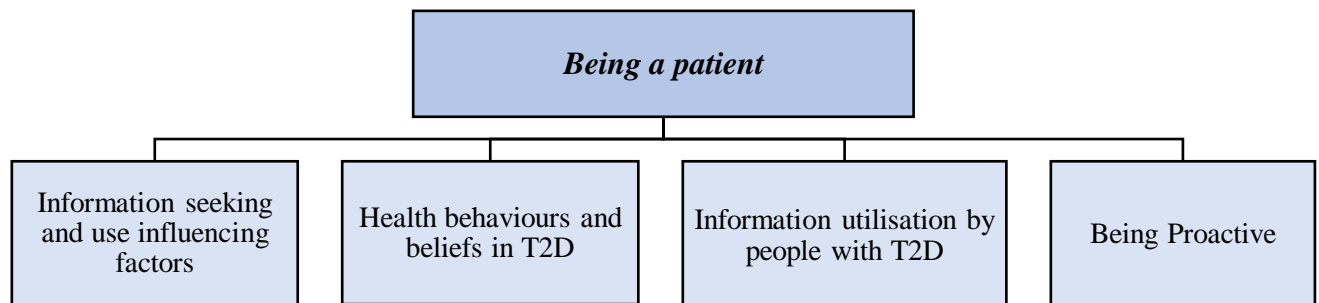 Being a patient
Information seeking
and use influencing
factors
Health behaviours and
beliefs in T2D
Information utilisation by
people with T2D
Being Proactive